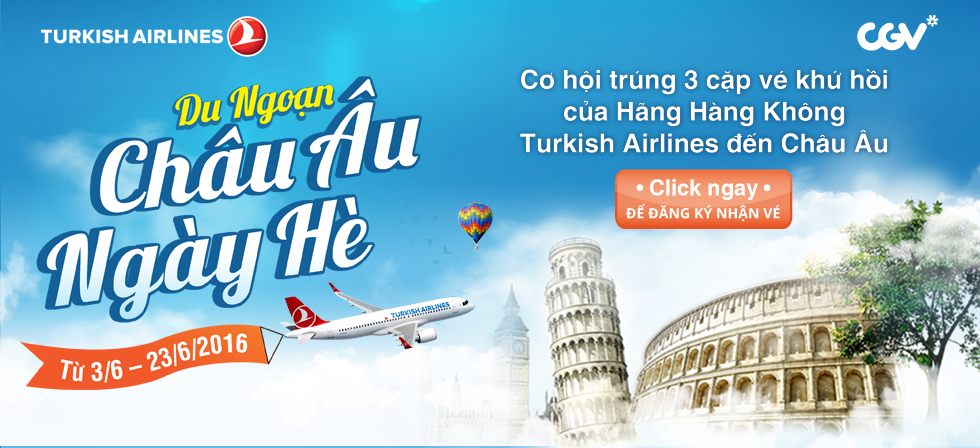 TURKISH AIRLINES
CGV
Du Ngoạn
Châu Âu
Ngày Hè
Từ 3/6 – 23/6/2016
Cơ hội trúng 3 cặp vé khứ hồi
của Hãng Hàng Không
Turkish Airlines đến Châu Âu
• Click ngay •
ĐỂ ĐĂNG KÝ NHẬN VÉ
TURKISH AIRLINES